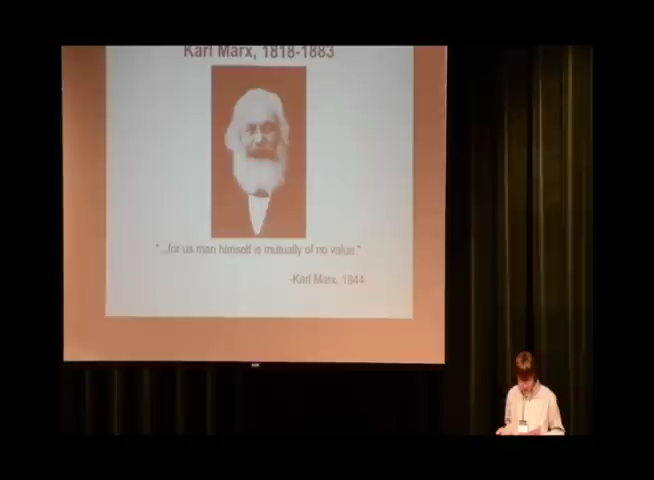 Karl Marx, 1818-1883
"...for us man himself is mutually of no value."
-Karl Marx, 1844